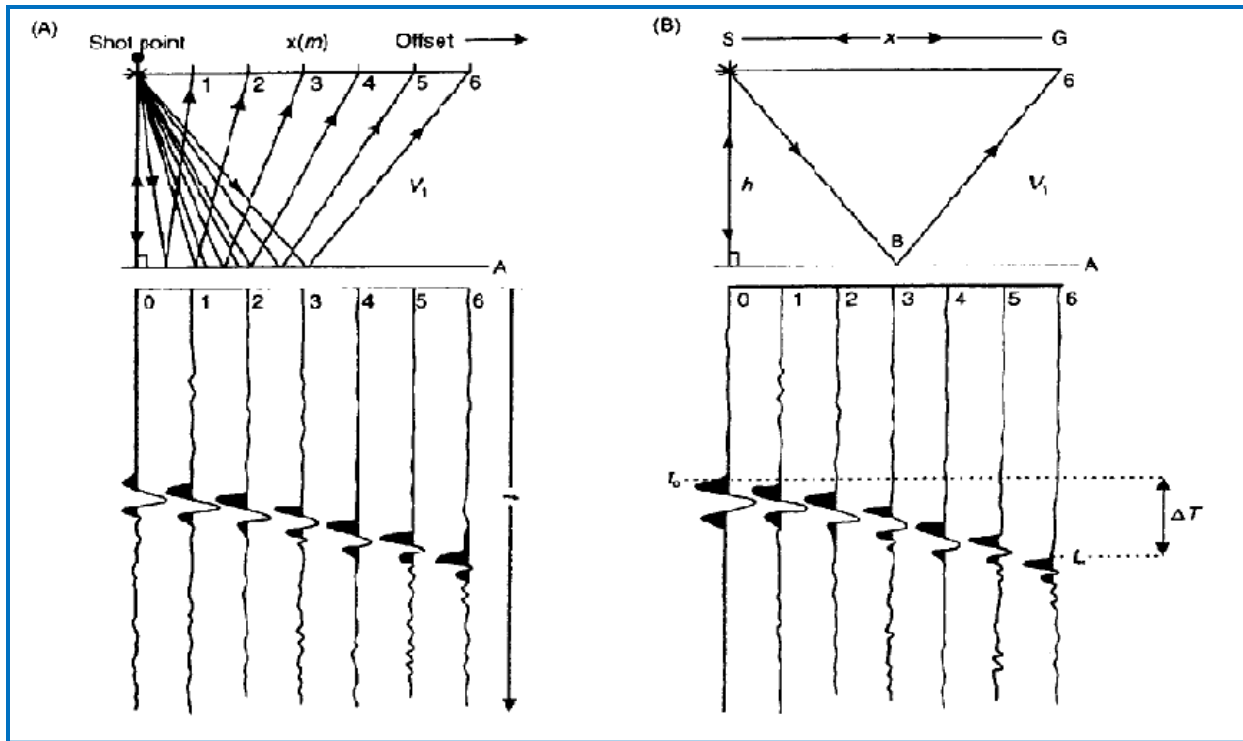 (A)
Shot point x(m) Offset
1 2 3 4 5 6
V₁
A
0 1 2 3 4 5 6
t
(B)
S x G
6
h
V₁
B
A
0 1 2 3 4 5 6
t₀
ΔT